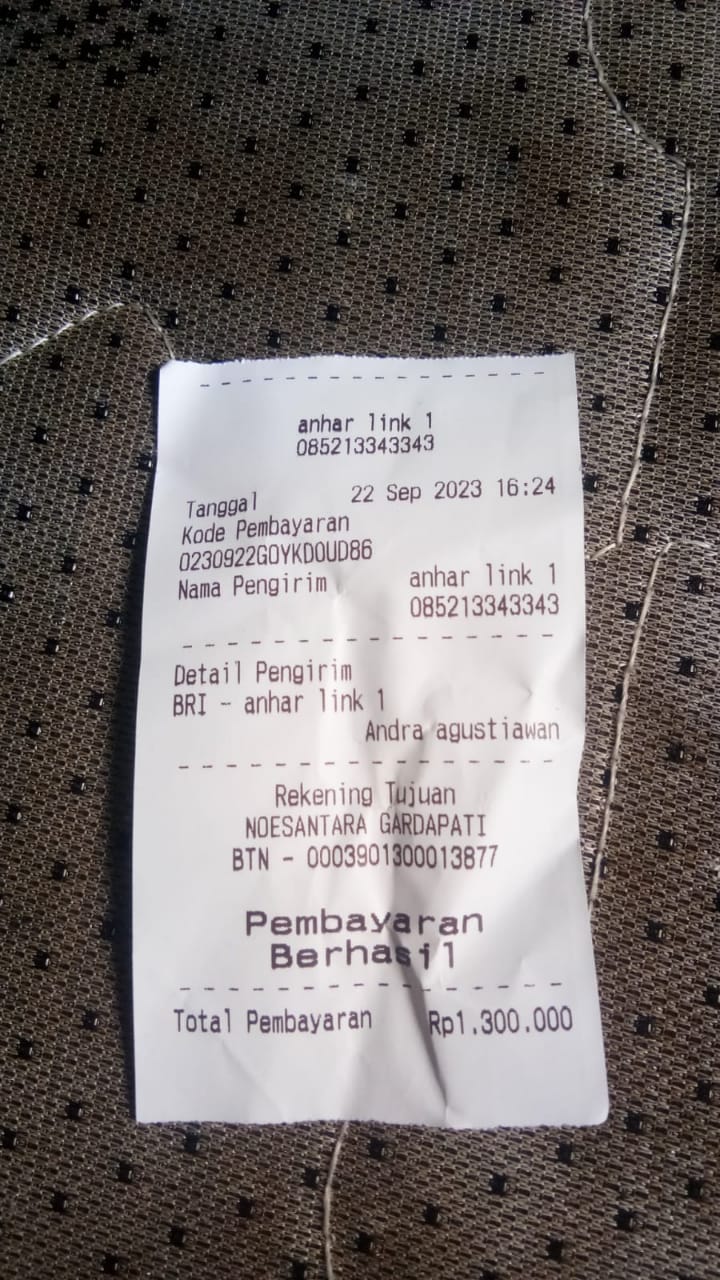 anhar link 1
085213343343
Tanggal 22 Sep 2023 16:24
Kode Pembayaran
0230922GOYKDOUD86
Nama Pengirim anhar link 1
085213343343
Detail Pengirim
BRI - anhar link 1
Andra agustiawan
Rekening Tujuan
NOESANTARA GARDAPATI
BTN - 0003901300013877
Pembayaran
Berhasil
Total Pembayaran Rp1.300.000